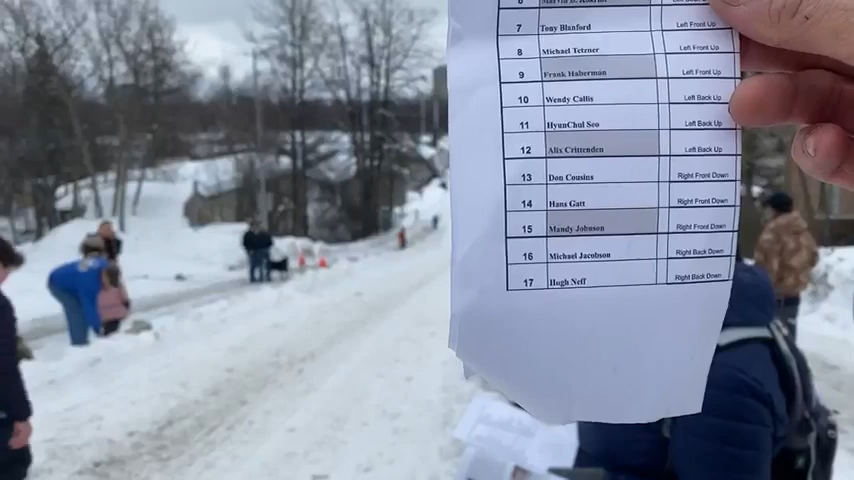 7 Tony Blanford Left Front Up
8 Michael Tetzner Left Front Up
9 Frank Haberman Left Front Up
10 Wendy Callis Left Back Up
11 HyunChul Seo Left Back Up
12 Alix Crittenden Left Back Up
13 Don Cousins Right Front Down
14 Hans Gatt Right Front Down
15 Mandy Johnson Right Front Down
16 Michael Jacobson Right Back Down
17 Hugh Neff Right Back Down